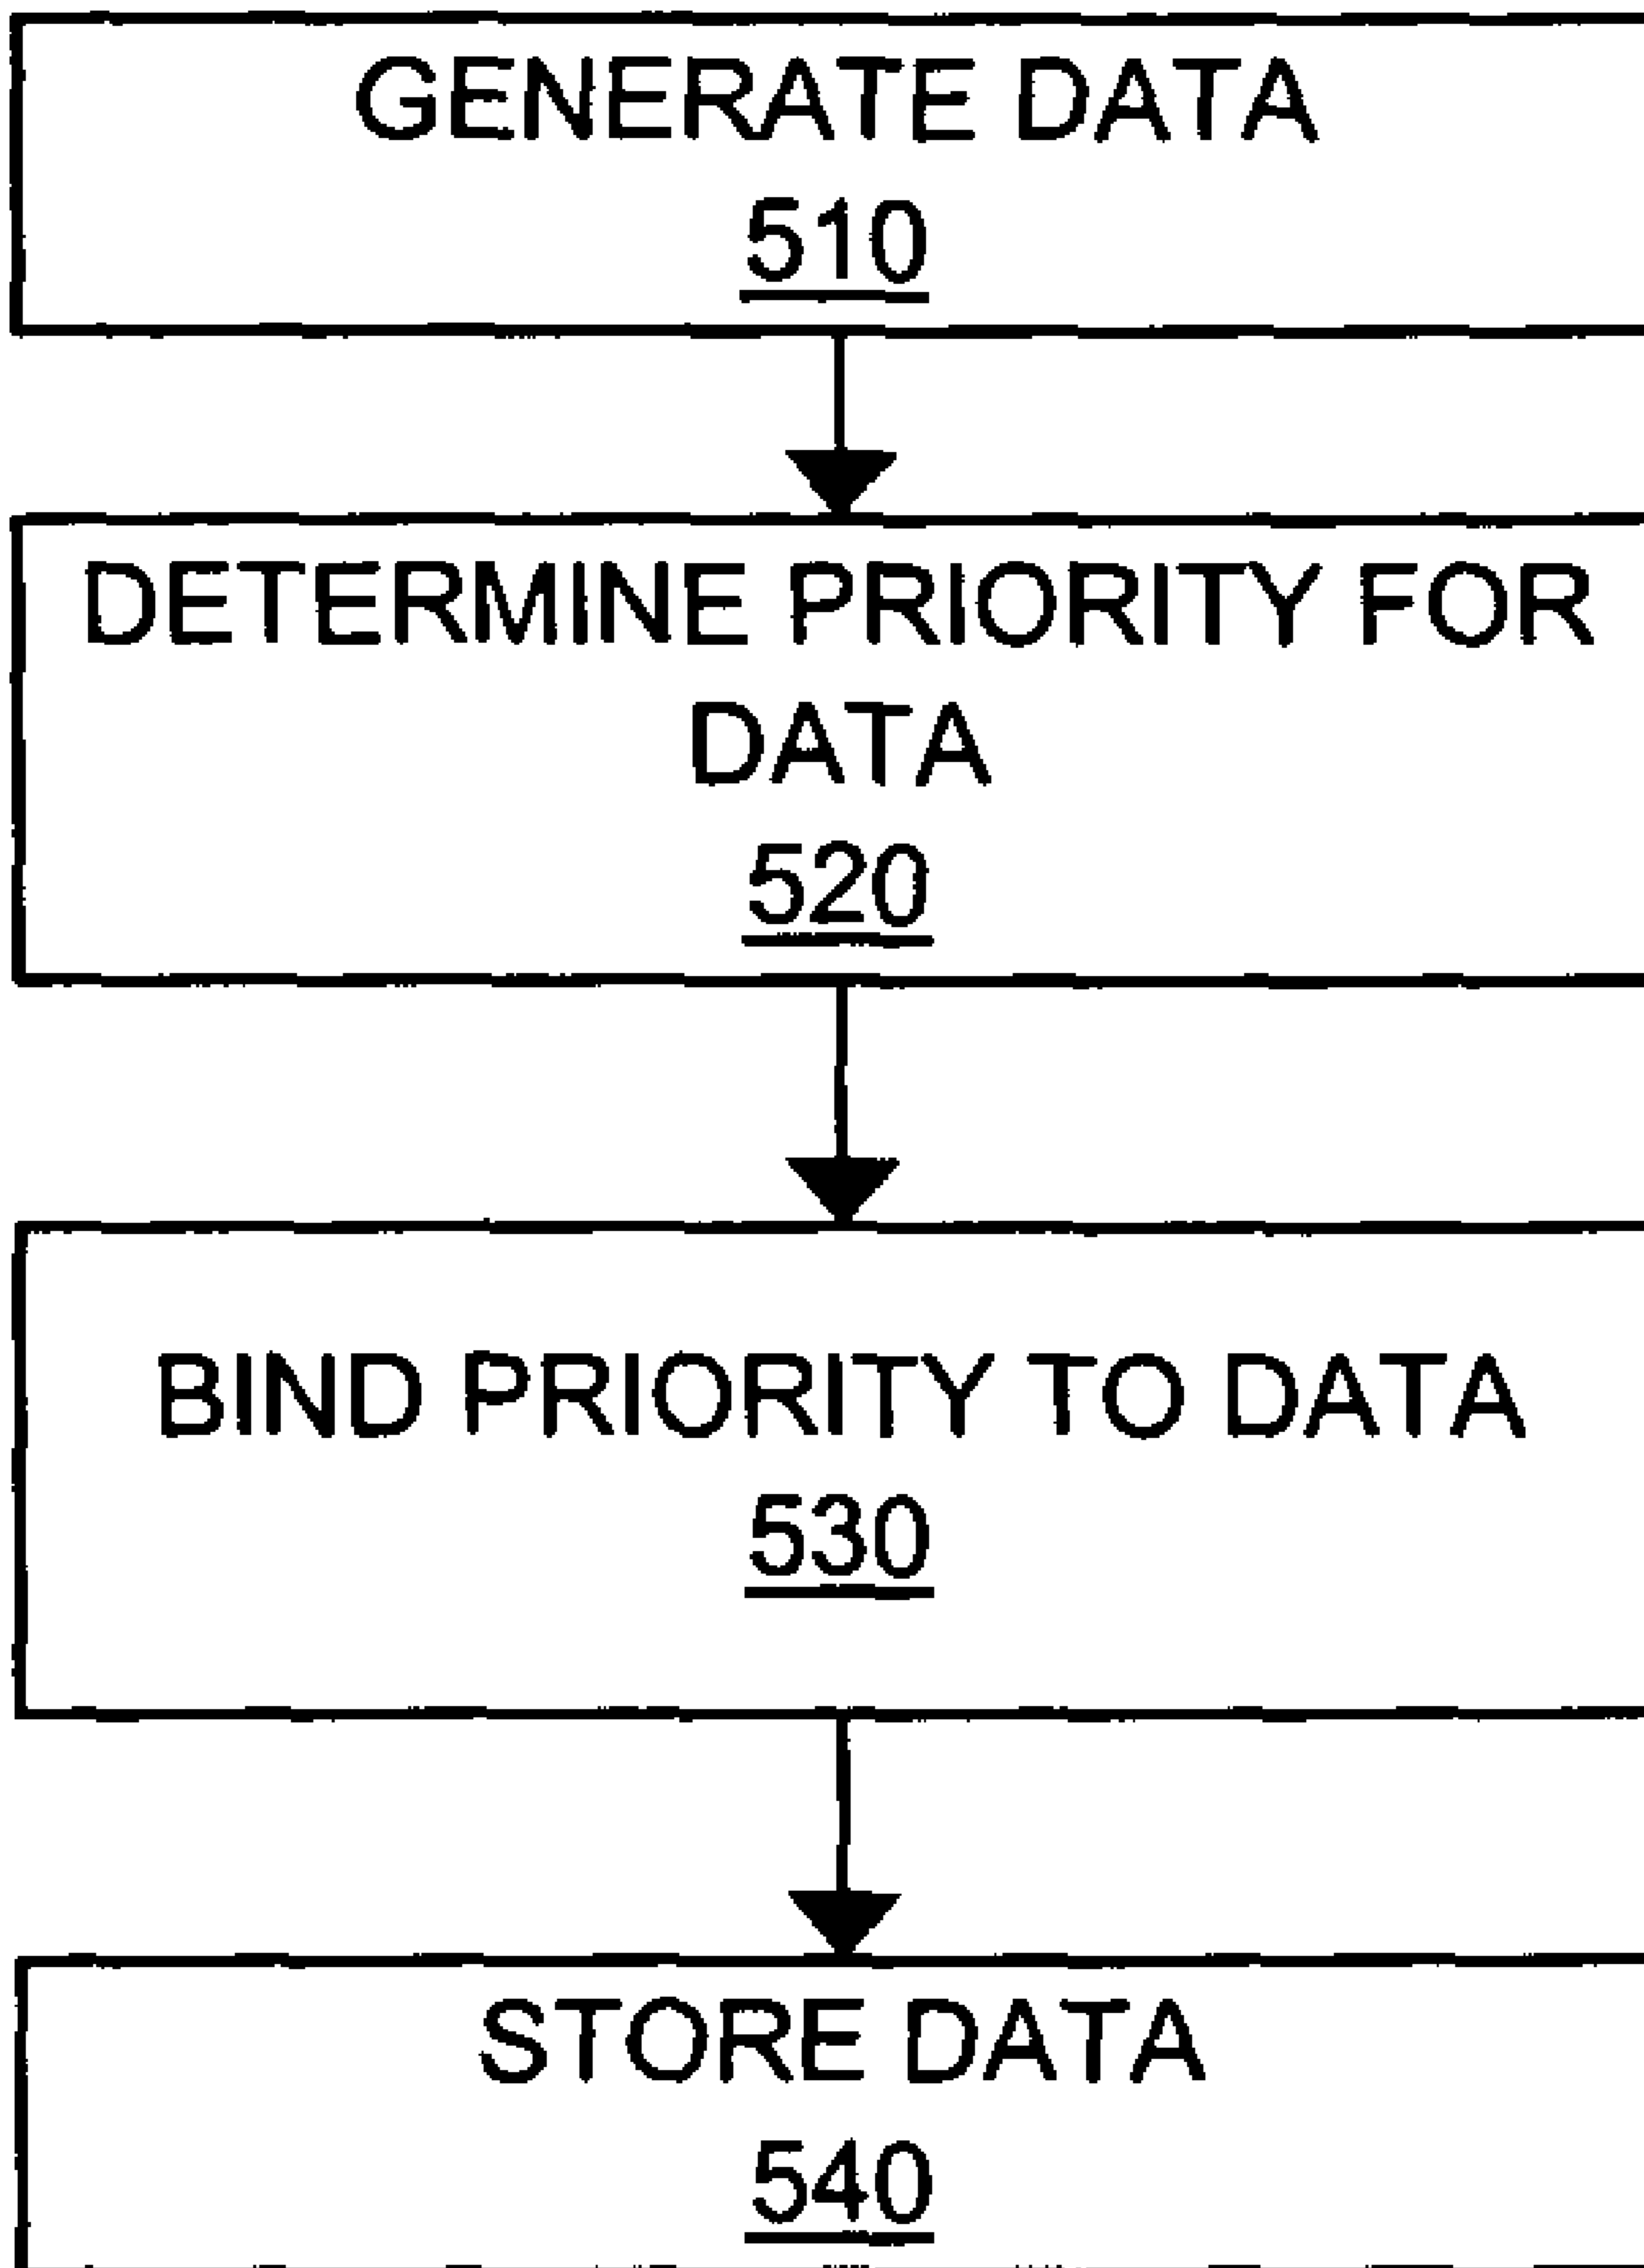 GENERATE DATA
510
DETERMINE PRIORITY FOR
DATA
520
BIND PRIORITY TO DATA
530
STORE DATA
540